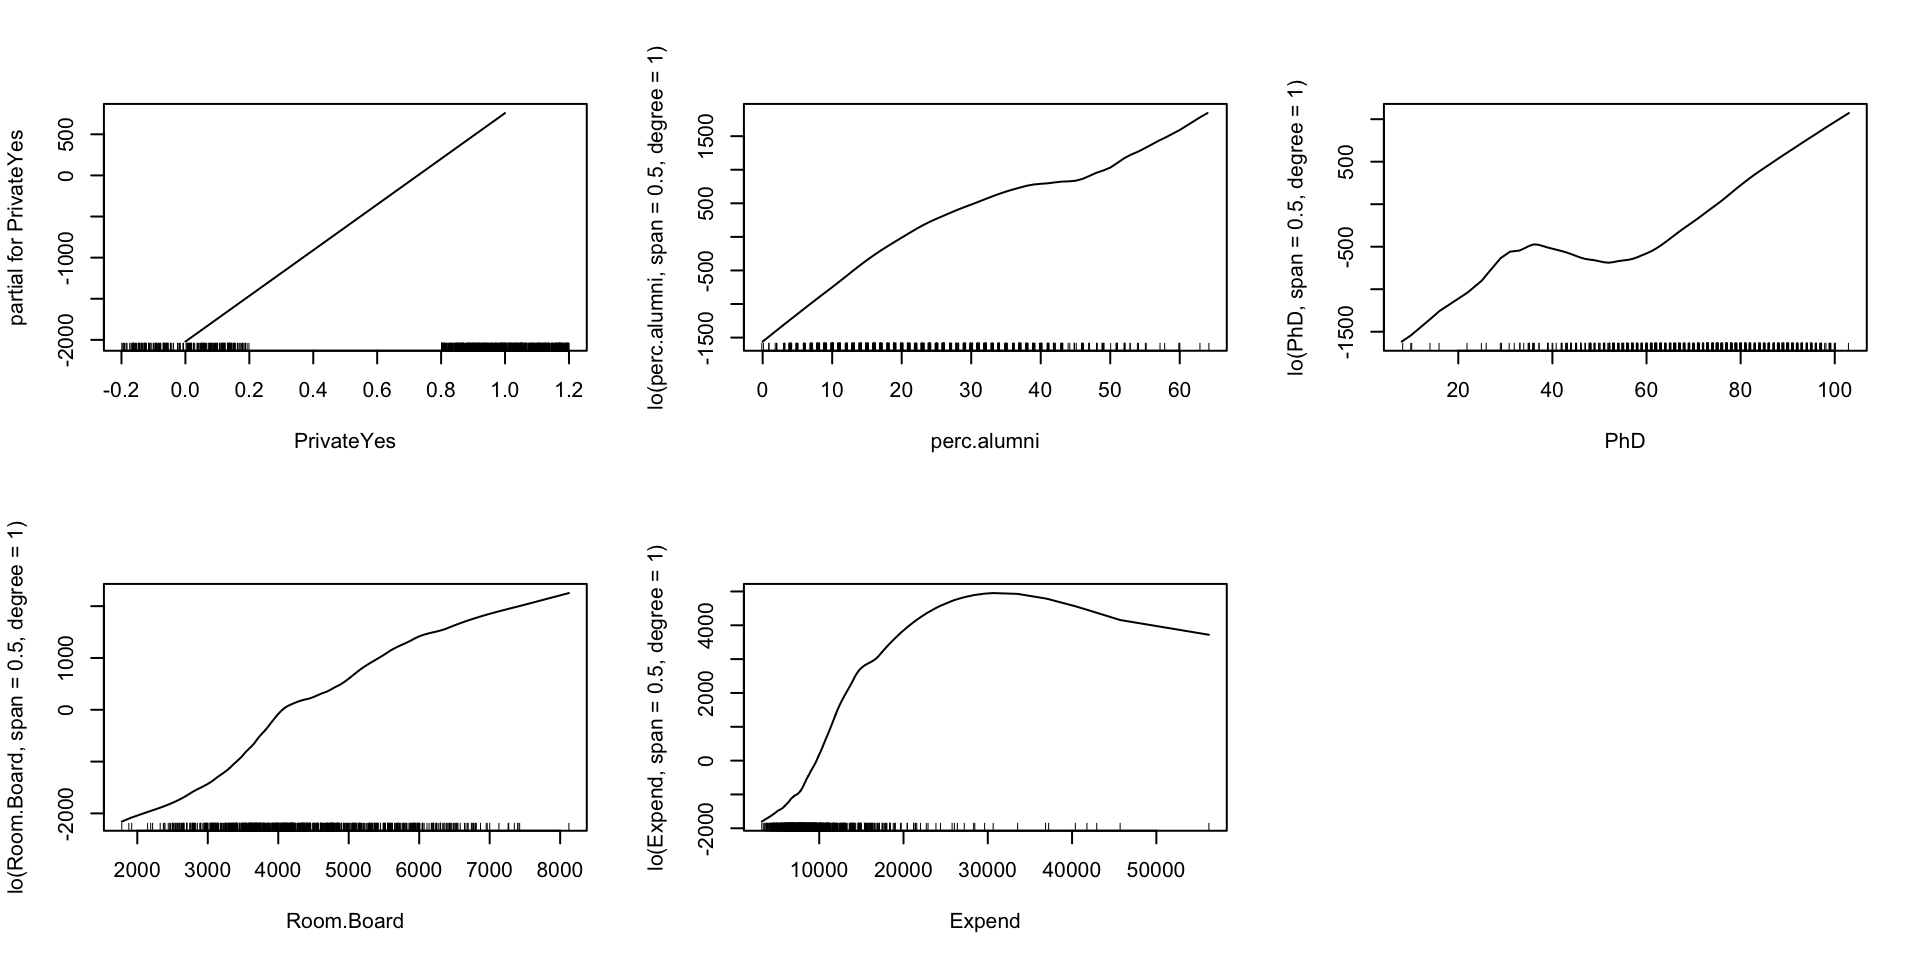 partial for PrivateYes
-2000 -1000 0 500
-0.2 0.0 0.2 0.4 0.6 0.8 1.0 1.2
PrivateYes
lo(perc.alumni, span = 0.5, degree = 1)
-1500 -500 500 1500
0 10 20 30 40 50 60
perc.alumni
lo(PhD, span = 0.5, degree = 1)
-1500 -500 500
20 40 60 80 100
PhD
lo(Room.Board, span = 0.5, degree = 1)
-2000 0 1000
2000 3000 4000 5000 6000 7000 8000
Room.Board
lo(Expend, span = 0.5, degree = 1)
-2000 0 2000 4000
10000 20000 30000 40000 50000
Expend